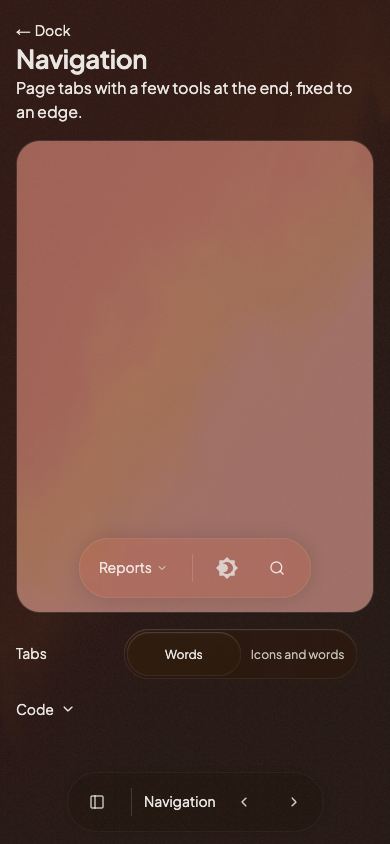 ← Dock
Navigation
Page tabs with a few tools at the end, fixed to
an edge.
Reports
Tabs
Words
Icons and words
Code
Navigation